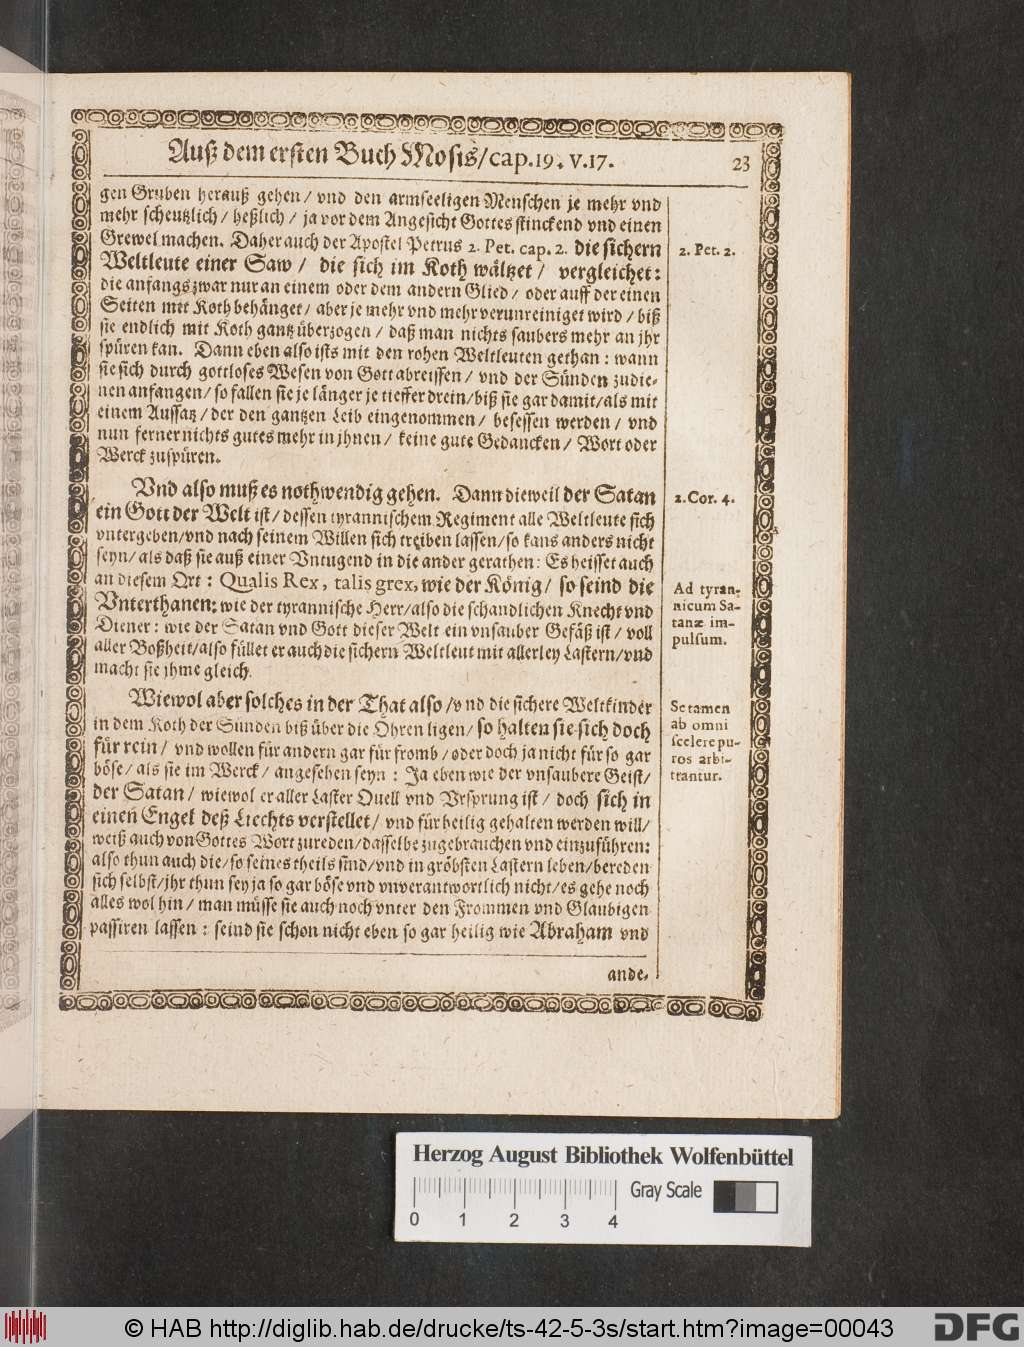 Auß dem ersten Buch Mosis/cap.19. v.17. 23
gen Gruben herauß gehen/ vnd den armseeligen Menschen je mehr vnd
mehr scheutzlich/ heßlich/ ja vor dem Angesicht Gottes stinckend vnd einen
Grewel machen. Daher auch der Apostel Petrus 2. Pet. cap. 2. die sichern
Weltleute einer Saw/ die sich im Koth wältzet/ vergleichet:
die anfangs zwar nur an einem oder dem andern Glied/ oder auff der einen
Seiten mit Koth behänget/ aber je mehr vnd mehr verunreiniget wird/ biß
sie endlich mit Koth gantz überzogen/ daß man nichts saubers mehr an jhr
spüren kan. Dann eben also ists mit den rohen Weltleuten gethan: wann
sie sich durch gottloses Wesen von Gott abreissen/ vnd der Sünden zudie-
nen anfangen/ so fallen sie je länger je tieffer drein/ biß sie gar damit/ als mit
einem Aussatz/ der den gantzen Leib eingenommen/ besessen werden/ vnd
nun ferner nichts gutes mehr in jhnen/ keine gute Gedancken/ Wort oder
Werck zuspüren.
2. Pet. 2.
Vnd also muß es nothwendig gehen. Dann dieweil der Satan
ein Gott der Welt ist/ dessen tyrannischem Regiment alle Weltleute sich
vntergeben/ vnd nach seinem Willen sich treiben lassen/ so kans anders nicht
seyn/ als daß sie auß einer Vntugend in die ander gerathen: Es heisset auch
an diesem Ort: Qualis Rex, talis grex, wie der König/ so seind die
Vnterthanen: wie der tyrannische Herr/ also die schandlichen Knecht vnd
Diener: wie der Satan vnd Gott dieser Welt ein vnsauber Gefäß ist/ voll
aller Boßheit/ also füllet er auch die sichern Weltleut mit allerley Lastern/ vnd
macht sie jhme gleich.
2. Cor. 4.
Ad tyran-
nicum Sa-
tanæ im-
pulsum.
Wiewol aber solches in der That also/ vnd die sichere Weltkinder
in dem Koth der Sünden biß über die Ohren ligen/ so halten sie sich doch
für rein/ vnd wollen für andern gar für fromb/ oder doch ja nicht für so gar
böse/ als sie im Werck/ angesehen seyn: Ja eben wie der vnsaubere Geist/
der Satan/ wiewol er aller Laster Quell vnd Vrsprung ist/ doch sich in
einen Engel deß Liechts verstellet/ vnd für heilig gehalten werden will/
weiß auch von Gottes Wort zureden/ dasselbe zugebrauchen vnd einzuführen:
also thun auch die/ so seines theils sind/ vnd in gröbsten Lastern leben/ bereden
sich selbst/ jhr thun sey ja so gar böse vnd vnverantwortlich nicht/ es gehe noch
alles wol hin/ man müsse sie auch noch vnter den Frommen vnd Glaubigen
passiren lassen: seind sie schon nicht eben so gar heilig wie Abraham vnd
Se tamen
ab omni
scelere pu-
ros arbi-
trantur.
ande-
Herzog August Bibliothek Wolfenbüttel
Gray Scale
0 1 2 3 4
© HAB http://diglib.hab.de/drucke/ts-42-5-3s/start.htm?image=00043
DFG